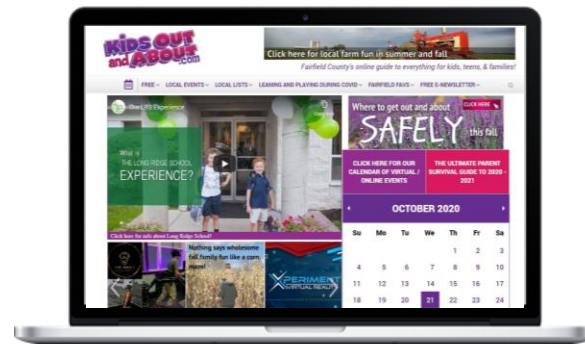 KiDS OUT
and ABOUT.com
Click here for local farm fun in summer and fall
Fairfield County's online guide to everything for kids, teens, & families!
FREE
LOCAL EVENTS
LOCAL LISTS
LEANING AND PLAYING DURING COVID
FAIRFIELD FAVS
FREE E-NEWSLETTER
Experience
What is
THE LONG RIDGE SCHOOL
EXPERIENCE?
Click here for info about Long Ridge School!
Where to get out and about
CLICK HERE
SAFELY this fall
CLICK HERE FOR OUR
CALENDAR OF VIRTUAL /
ONLINE EVENTS
THE ULTIMATE PARENT
SURVIVAL GUIDE TO 2020 -
2021
OCTOBER 2020
Su Mo Tu We Th Fr Sa
1 2 3
4 5 6 7 8 9 10
11 12 13 14 15 16 17
18 19 20 21 22 23 24
Nothing says wholesome
fall family fun like a corn
maze!
XPERIMENT
VIRTUAL REALITY